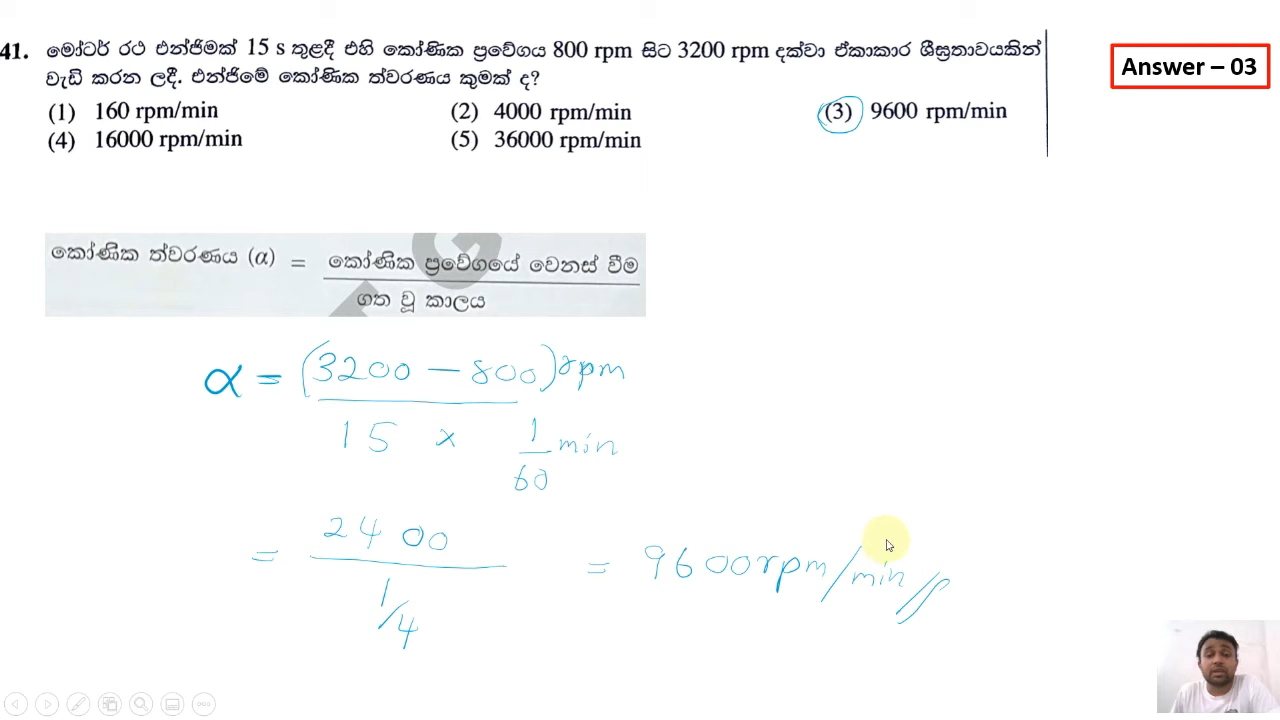 41. මෝටර් රථ එන්ජිමක් 15 s තුළදී එහි කෝණික ප්‍රවේගය 800 rpm සිට 3200 rpm දක්වා ඒකාකාර ශීඝ්‍රතාවයකින්
වැඩි කරන ලදී. එන්ජිමේ කෝණික ත්වරණය කුමක් ද?
(1) 160 rpm/min (2) 4000 rpm/min (3) 9600 rpm/min
(4) 16000 rpm/min (5) 36000 rpm/min
Answer – 03
කෝණික ත්වරණය (α) = කෝණික ප්‍රවේගයේ වෙනස් වීම
ගත වූ කාලය
α = (3200 – 800) rpm
15 × 1/60 min
= 2400
1/4
= 9600 rpm/min